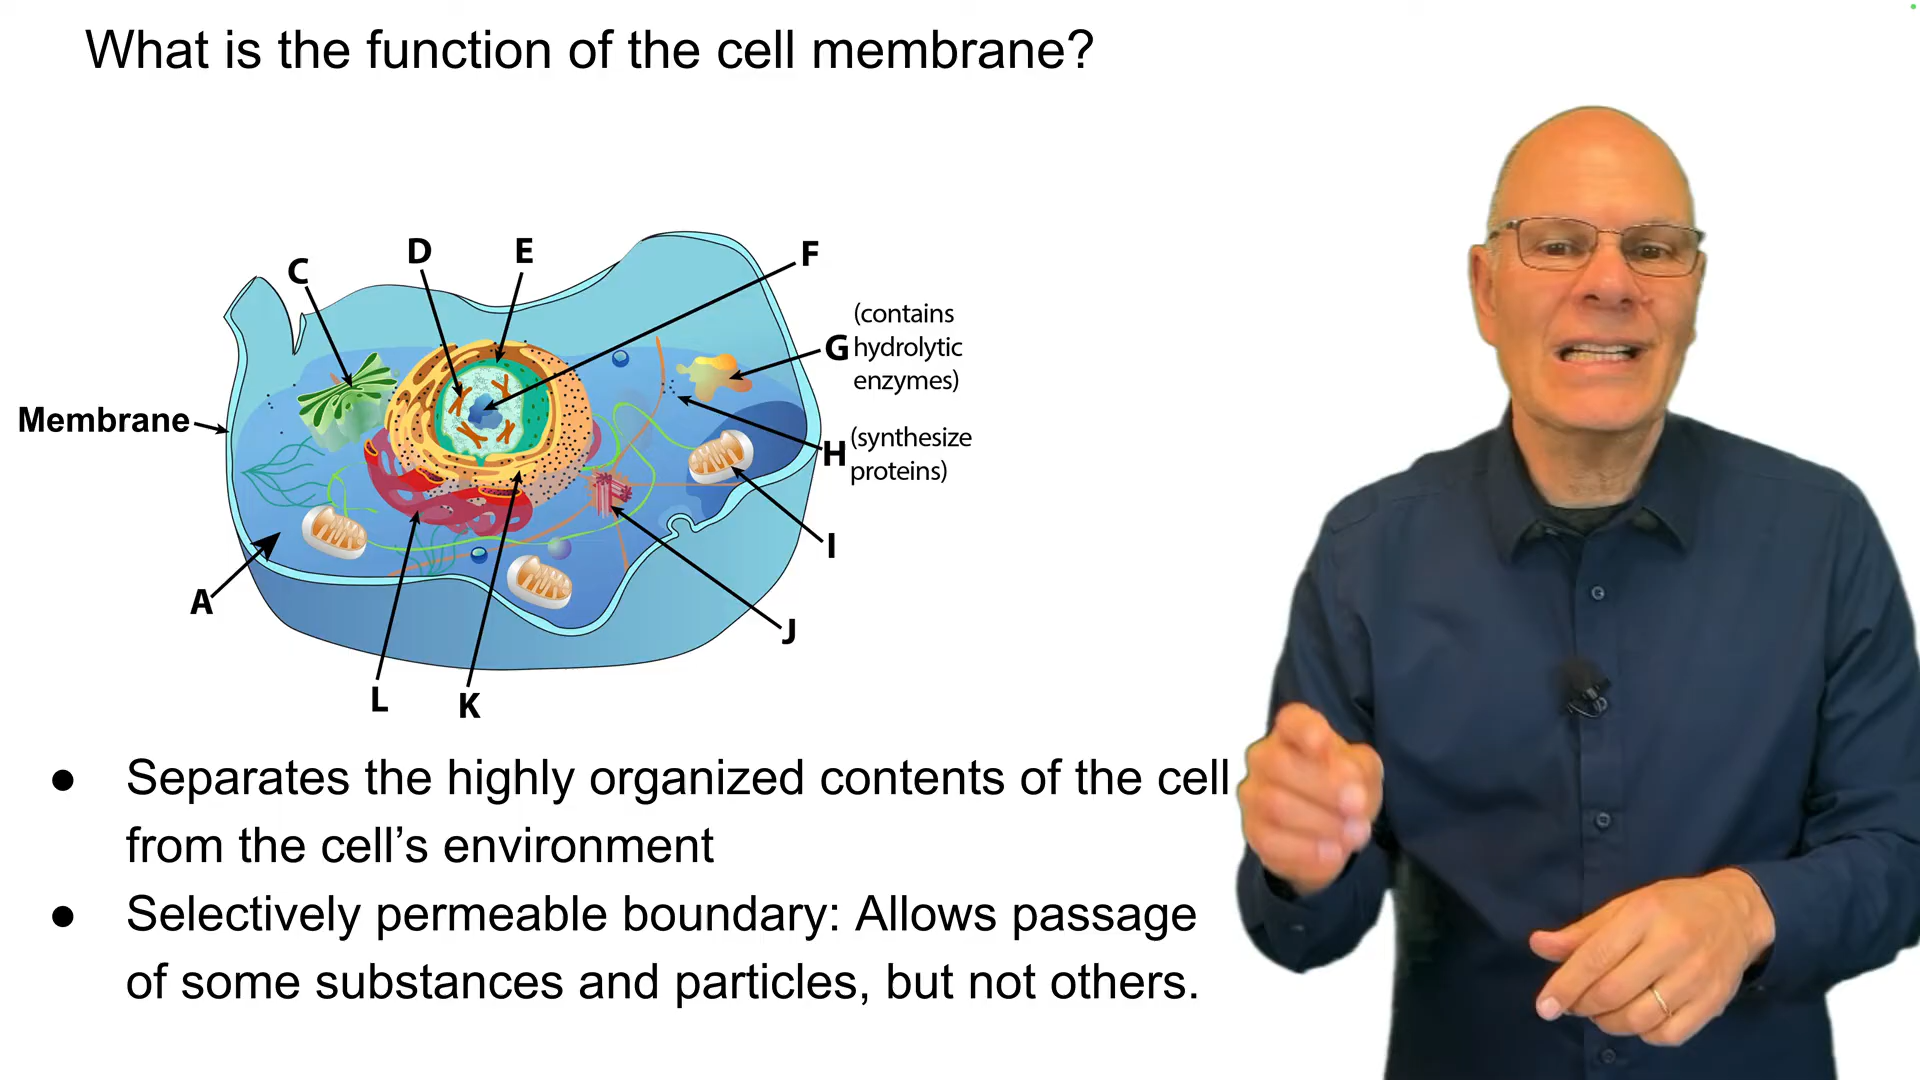 What is the function of the cell membrane?
C
D
E
F
(contains
G hydrolytic
enzymes)
Membrane
H (synthesize
proteins)
I
A
J
L
K
● Separates the highly organized contents of the cell
from the cell’s environment
● Selectively permeable boundary: Allows passage
of some substances and particles, but not others.